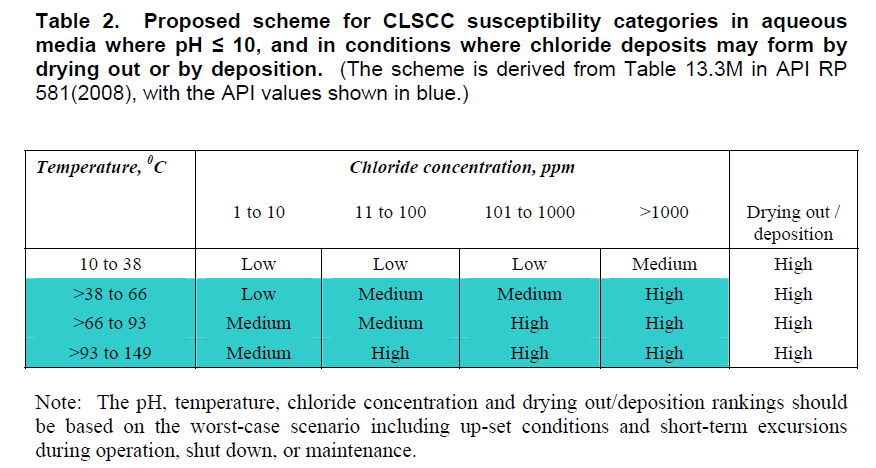 Table 2. Proposed scheme for CLSCC susceptibility categories in aqueous
media where pH ≤ 10, and in conditions where chloride deposits may form by
drying out or by deposition. (The scheme is derived from Table 13.3M in API RP
581(2008), with the API values shown in blue.)
Temperature, ⁰C Chloride concentration, ppm
1 to 10 11 to 100 101 to 1000 >1000 Drying out /
deposition
10 to 38 Low Low Low Medium High
>38 to 66 Low Medium Medium High High
>66 to 93 Medium Medium High High High
>93 to 149 Medium High High High High
Note: The pH, temperature, chloride concentration and drying out/deposition rankings should
be based on the worst-case scenario including up-set conditions and short-term excursions
during operation, shut down, or maintenance.